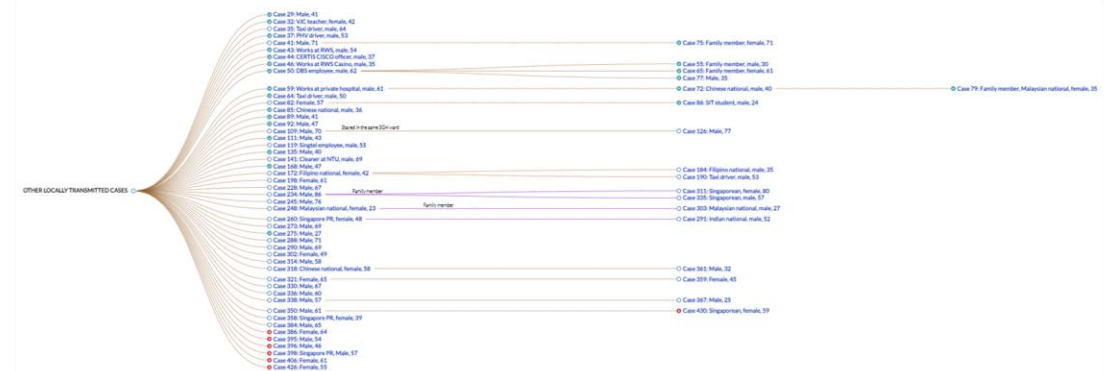 Case 29: Male, 41
Case 32: VJC teacher, female, 42
Case 35: Taxi driver, male, 64
Case 37: PHV driver, male, 53
Case 41: Male, 71
Case 75: Family member, female, 71
Case 43: Works at RWS, male, 54
Case 44: CERTIS CISCO officer, male, 37
Case 46: Works at RWS Casino, male, 35
Case 55: Family member, male, 30
Case 50: DBS employee, male, 62
Case 65: Family member, female, 61
Case 77: Male, 35
Case 59: Works at private hospital, male, 61
Case 72: Chinese national, male, 40
Case 79: Family member, Malaysian national, female, 35
Case 64: Taxi driver, male, 50
Case 82: Female, 57
Case 86: SIT student, male, 24
Case 85: Chinese national, male, 36
Case 89: Male, 41
Case 92: Male, 47
Case 109: Male, 70
Stayed in the same SGH ward
Case 126: Male, 77
Case 111: Male, 43
Case 119: Singtel employee, male, 55
Case 135: Male, 40
Case 141: Cleaner at NTU, male, 69
Case 168: Male, 47
Case 184: Filipino national, male, 35
Case 172: Filipino national, female, 42
Case 190: Taxi driver, male, 53
Case 198: Female, 61
OTHER LOCALLY TRANSMITTED CASES
Case 228: Male, 67
Case 234: Male, 86
Family member
Case 311: Singaporean, female, 80
Case 335: Singaporean, male, 57
Case 245: Male, 76
Case 248: Malaysian national, female, 23
Family member
Case 303: Malaysian national, male, 27
Case 260: Singapore PR, female, 48
Case 291: Indian national, male, 52
Case 273: Male, 69
Case 275: Male, 27
Case 288: Male, 71
Case 290: Male, 69
Case 302: Female, 49
Case 314: Male, 58
Case 318: Chinese national, female, 58
Case 361: Male, 32
Case 321: Female, 65
Case 359: Female, 45
Case 330: Male, 67
Case 336: Male, 60
Case 338: Male, 57
Case 367: Male, 25
Case 350: Male, 61
Case 430: Singaporean, female, 59
Case 358: Singapore PR, female, 39
Case 384: Male, 65
Case 386: Female, 64
Case 395: Male, 54
Case 396: Male, 46
Case 398: Singapore PR, Male, 57
Case 406: Female, 61
Case 426: Female, 55